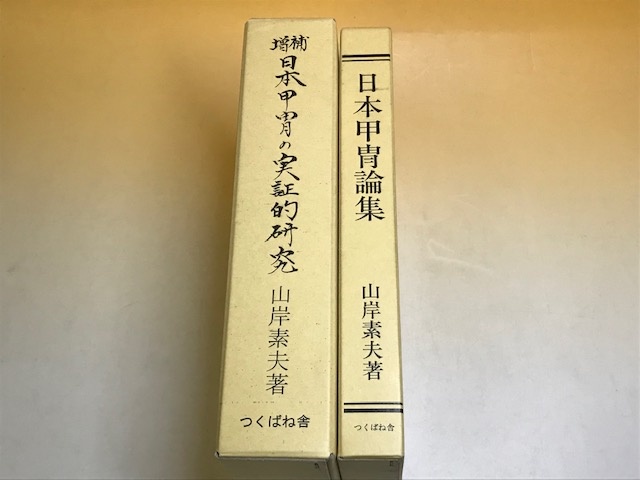 増補
日本甲冑の実証的研究
山岸素夫著
つくばね舎
日本甲冑論集
山岸素夫著
つくばね舎